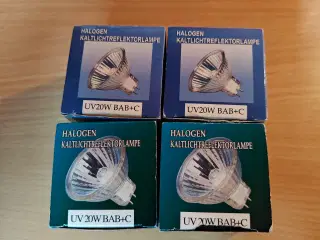 HALOGEN
KALTLICHTREFLEKTORLAMPE
UV20W BAB+C
HALOGEN
KALTLICHTREFLEKTORLAMPE
UV20W BAB+C
HALOGEN
KALTLICHTREFLEKTORLAMPE
UV 20W BAB+C
HALOGEN
KALTLICHTREFLEKTORLAMPE
UV 20W BAB+C